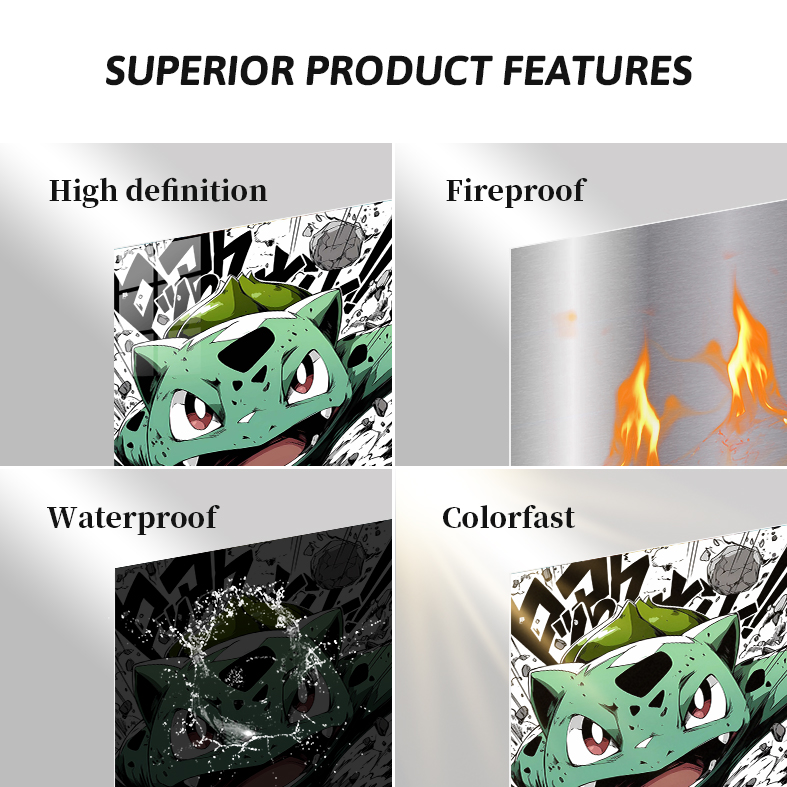 SUPERIOR PRODUCT FEATURES
High definition
Fireproof
Waterproof
Colorfast